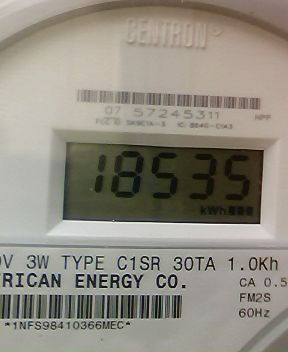 CENTRON
07 57245311 HPP
18535
kWh
V 3W TYPE C1SR 30TA 1.0Kh
RICAN ENERGY CO. CA 0.5
FM2S
*1NFS98410366MEC* 60Hz